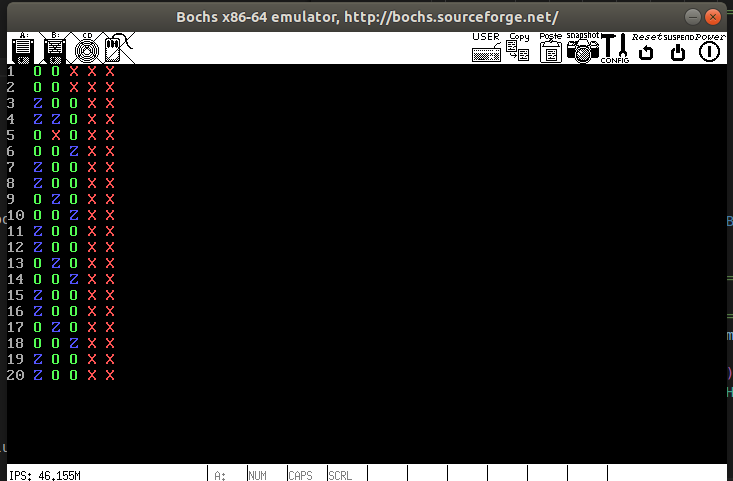 Bochs x86-64 emulator, http://bochs.sourceforge.net/
A: B: CD USER Copy Paste snapshot CONFIG Reset SUSPEND Power
1 O O X X X
2 O O X X X
3 Z O O X X
4 Z Z O X X
5 O X O X X
6 O O Z X X
7 Z O O X X
8 Z O O X X
9 O Z O X X
10 O O Z X X
11 Z O O X X
12 Z O O X X
13 O Z O X X
14 O O Z X X
15 Z O O X X
16 Z O O X X
17 O Z O X X
18 O O Z X X
19 Z O O X X
20 Z O O X X
IPS: 46,155M A: NUM CAPS SCRL